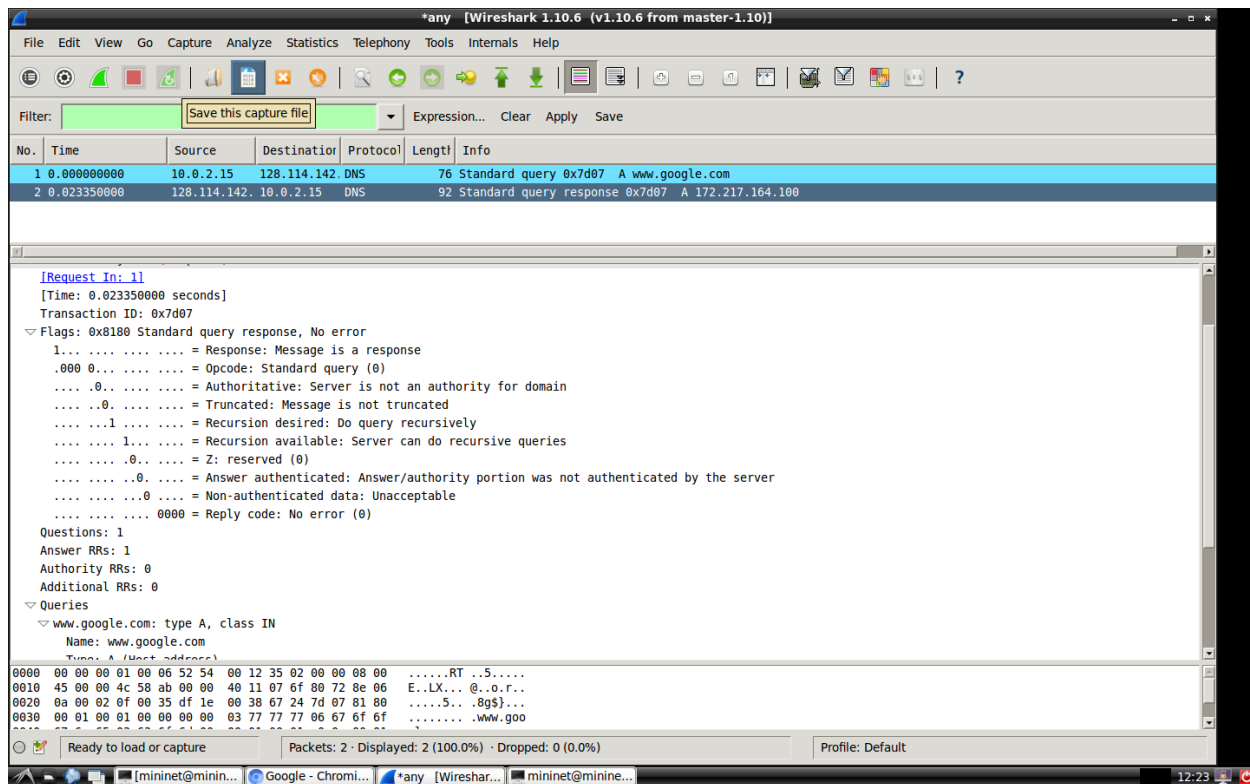 *any [Wireshark 1.10.6 (v1.10.6 from master-1.10)]
File Edit View Go Capture Analyze Statistics Telephony Tools Internals Help
Filter: Save this capture file Expression... Clear Apply Save
No. Time Source Destination Protocol Length Info
1 0.000000000 10.0.2.15 128.114.142. DNS 76 Standard query 0x7d07 A www.google.com
2 0.023350000 128.114.142. 10.0.2.15 DNS 92 Standard query response 0x7d07 A 172.217.164.100
[Request In: 1]
[Time: 0.023350000 seconds]
Transaction ID: 0x7d07
Flags: 0x8180 Standard query response, No error
1... .... .... .... = Response: Message is a response
.000 0... .... .... = Opcode: Standard query (0)
.... .0.. .... .... = Authoritative: Server is not an authority for domain
.... ..0. .... .... = Truncated: Message is not truncated
.... ...1 .... .... = Recursion desired: Do query recursively
.... .... 1... .... = Recursion available: Server can do recursive queries
.... .... .0.. .... = Z: reserved (0)
.... .... ..0. .... = Answer authenticated: Answer/authority portion was not authenticated by the server
.... .... ...0 .... = Non-authenticated data: Unacceptable
.... .... .... 0000 = Reply code: No error (0)
Questions: 1
Answer RRs: 1
Authority RRs: 0
Additional RRs: 0
Queries
www.google.com: type A, class IN
Name: www.google.com
Type: A (Host address)
0000 00 00 00 01 00 06 52 54 00 12 35 02 00 00 08 00 ......RT ..5.....
0010 45 00 00 4c 58 ab 00 00 40 11 07 6f 80 72 8e 06 E..LX... @..o.r..
0020 0a 00 02 0f 00 35 df 1e 00 38 67 24 7d 07 81 80 .....5.. .8g$}...
0030 00 01 00 01 00 00 00 00 03 77 77 77 06 67 6f 6f ........ .www.goo
Ready to load or capture Packets: 2 · Displayed: 2 (100.0%) · Dropped: 0 (0.0%) Profile: Default
[mininet@minin... Google - Chromi... *any [Wireshar... mininet@minine... 12:23